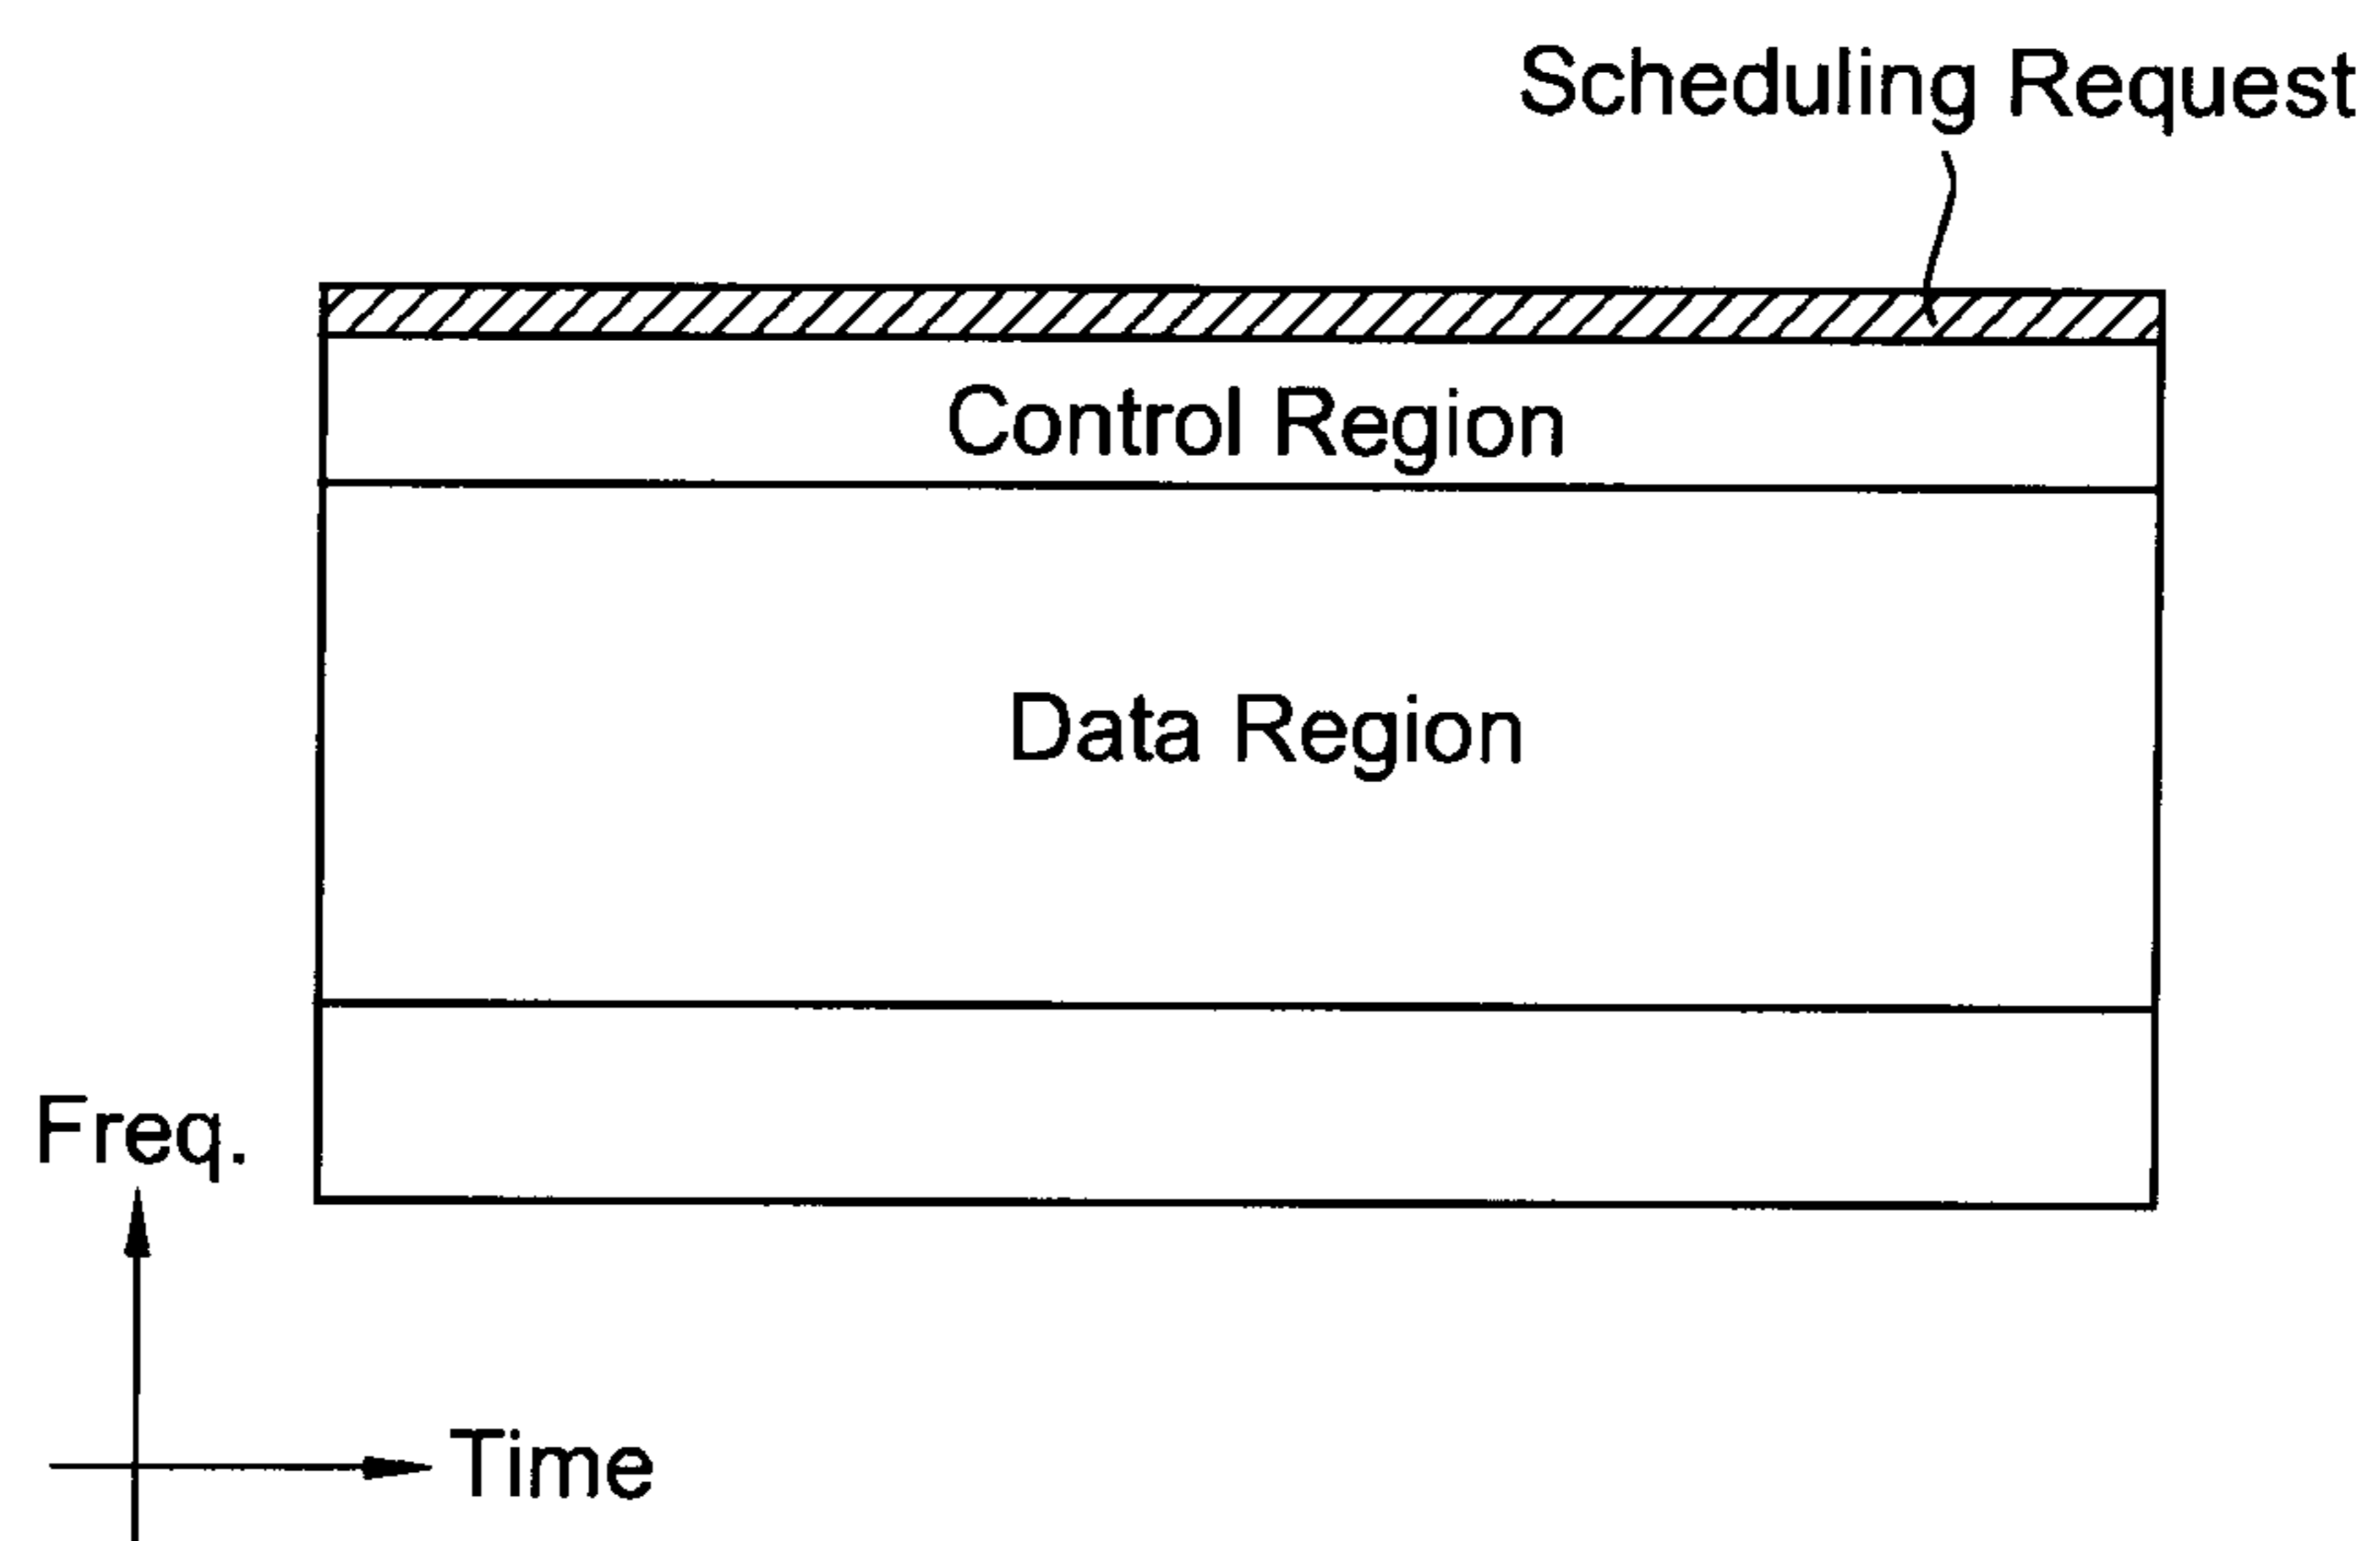 Scheduling Request
Control Region
Data Region
Freq.
Time